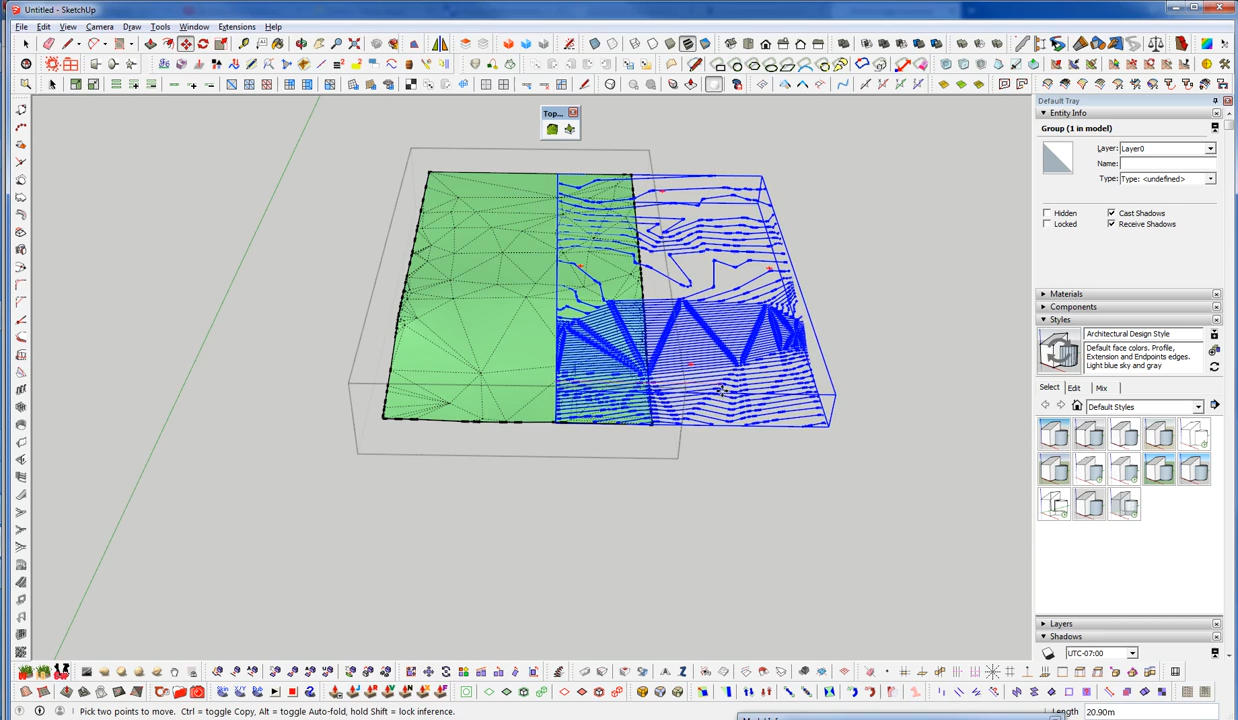 Untitled - SketchUp
File Edit View Camera Draw Tools Window Extensions Help
Top...
Default Tray
Entity Info
Group (1 in model)
Layer: Layer0
Name:
Type: Type: <undefined>
Hidden Cast Shadows
Locked Receive Shadows
Materials
Components
Styles
Architectural Design Style
Default face colors. Profile,
Extension and Endpoints edges.
Light blue sky and gray
Select Edit Mix
Default Styles
Layers
Shadows
UTC-07:00
Pick two points to move. Ctrl = toggle Copy, Alt = toggle Auto-fold, hold Shift = lock inference.
Length 20.90m